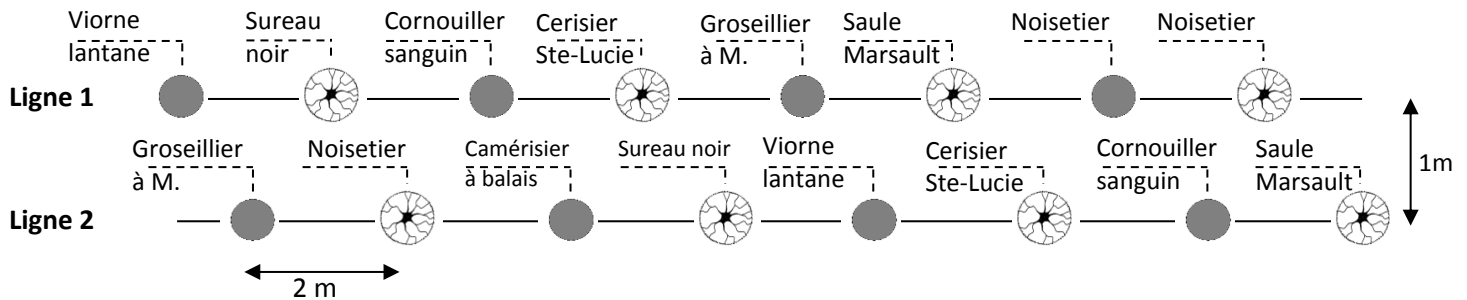 Viorne lantane
Sureau noir
Cornouiller sanguin
Cerisier Ste-Lucie
Groseillier à M.
Saule Marsault
Noisetier
Noisetier
Ligne 1
Groseillier à M.
Noisetier
Camérisier à balais
Sureau noir
Viorne lantane
Cerisier Ste-Lucie
Cornouiller sanguin
Saule Marsault
1m
Ligne 2
2 m